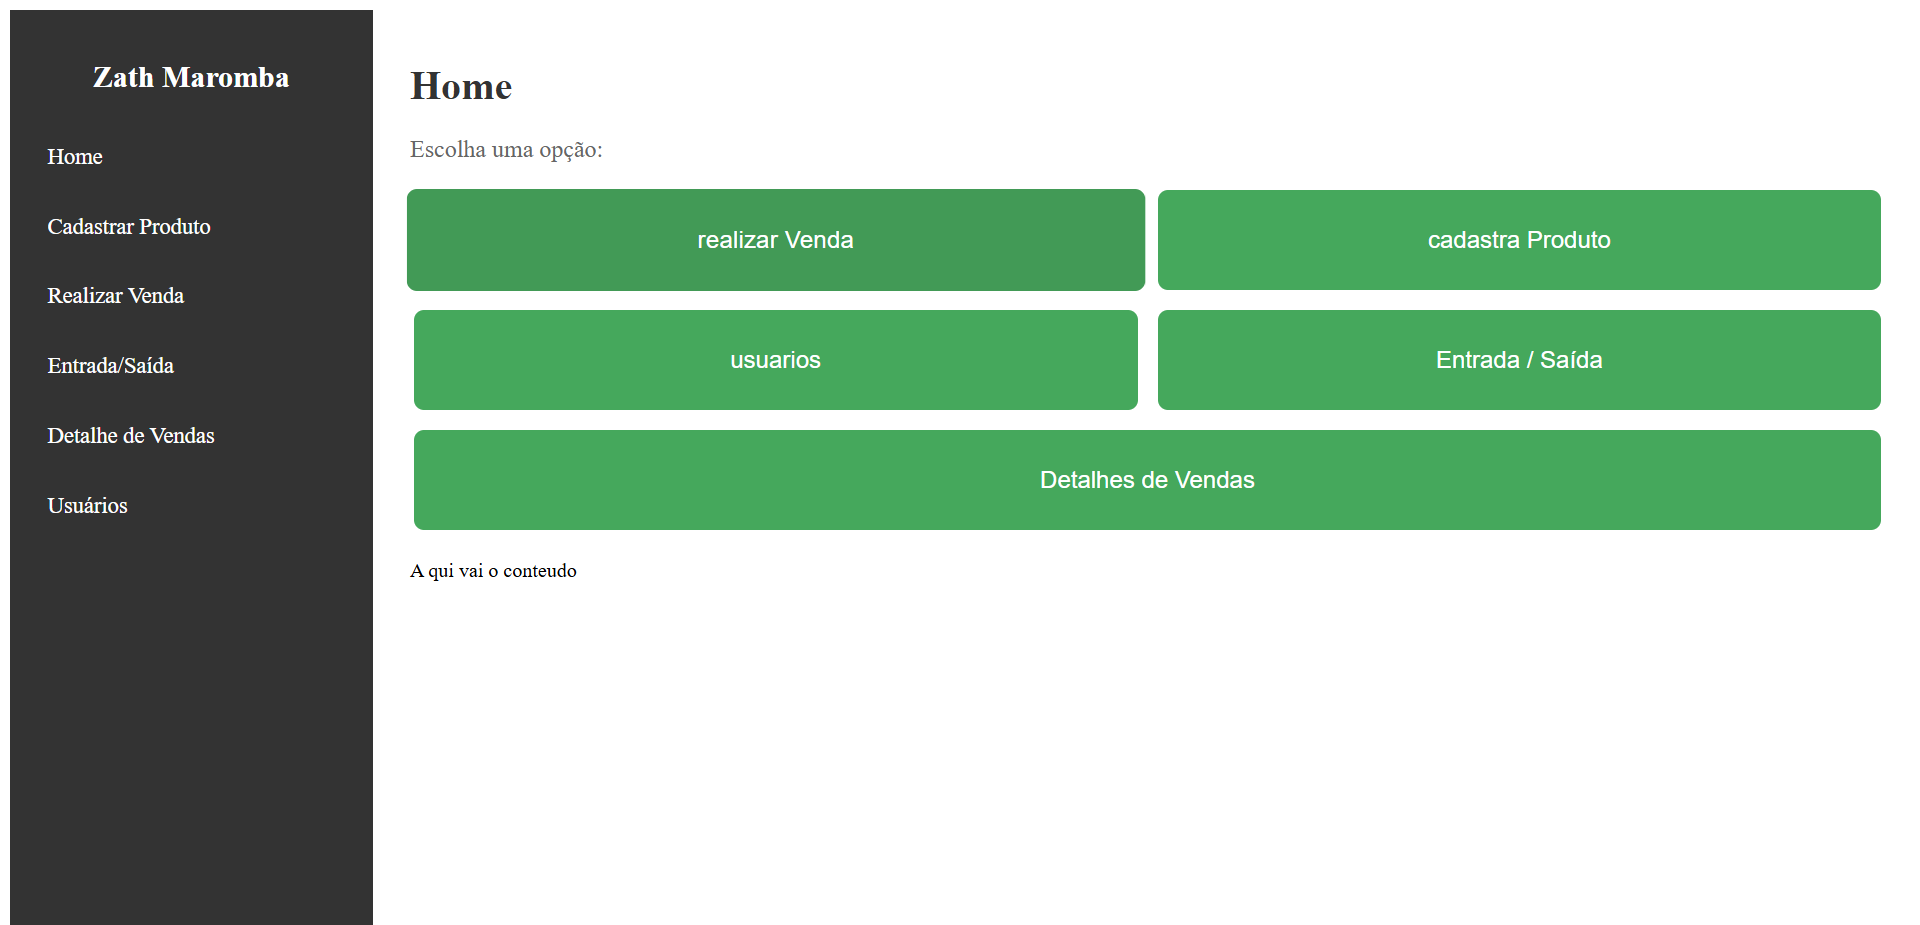 Zath Maromba
Home
Cadastrar Produto
Realizar Venda
Entrada/Saída
Detalhe de Vendas
Usuários
Home
Escolha uma opção:
realizar Venda
cadastra Produto
usuarios
Entrada / Saída
Detalhes de Vendas
A qui vai o conteudo